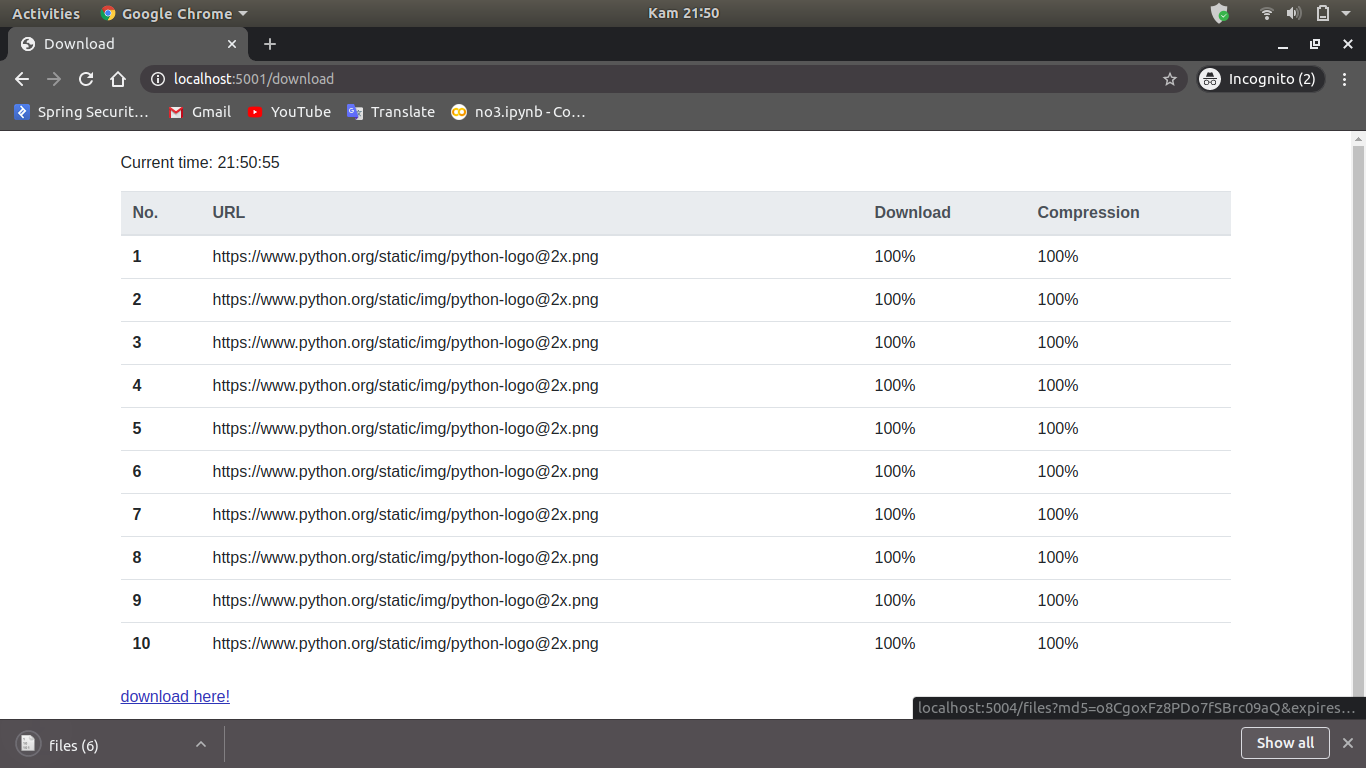 Activities Google Chrome Kam 21:50
Download
localhost:5001/download Incognito (2)
Spring Securit… Gmail YouTube Translate no3.ipynb - Co…
Current time: 21:50:55
No. URL Download Compression
1 https://www.python.org/static/img/python-logo@2x.png 100% 100%
2 https://www.python.org/static/img/python-logo@2x.png 100% 100%
3 https://www.python.org/static/img/python-logo@2x.png 100% 100%
4 https://www.python.org/static/img/python-logo@2x.png 100% 100%
5 https://www.python.org/static/img/python-logo@2x.png 100% 100%
6 https://www.python.org/static/img/python-logo@2x.png 100% 100%
7 https://www.python.org/static/img/python-logo@2x.png 100% 100%
8 https://www.python.org/static/img/python-logo@2x.png 100% 100%
9 https://www.python.org/static/img/python-logo@2x.png 100% 100%
10 https://www.python.org/static/img/python-logo@2x.png 100% 100%
download here!
localhost:5004/files?md5=o8CgoxFz8PDo7fSBrc09aQ&expires…
files (6) Show all